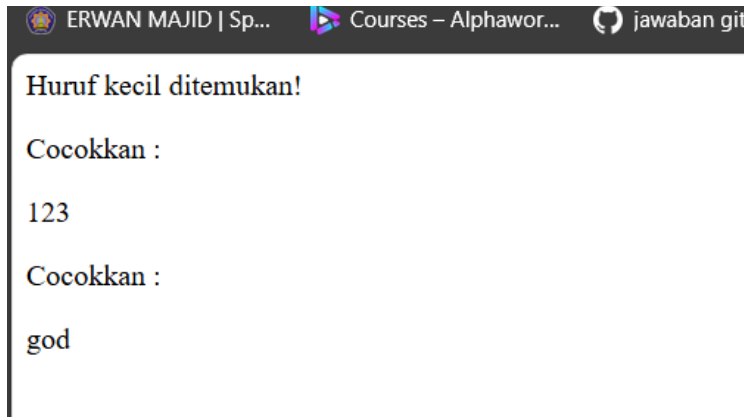 ERWAN MAJID | Sp...
Courses – Alphawor...
jawaban git
Huruf kecil ditemukan!
Cocokkan :
123
Cocokkan :
god